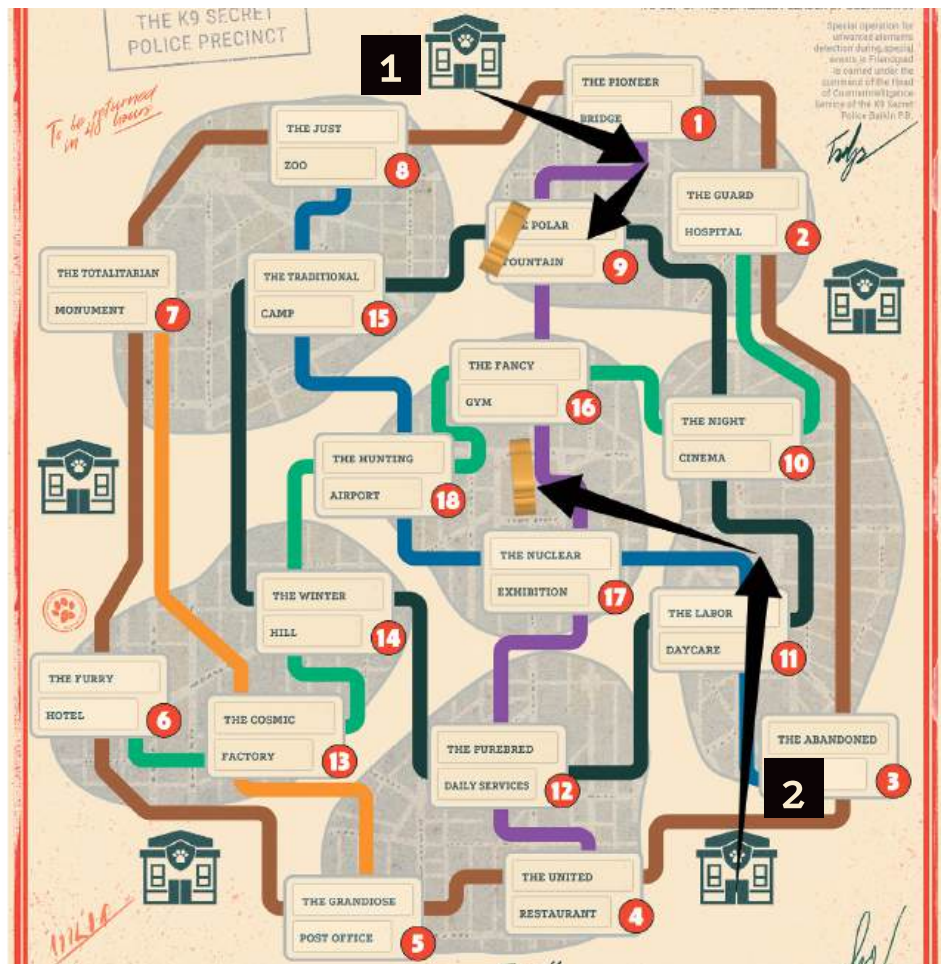 THE K9 SECRET
POLICE PRECINCT
To be returned
in 48 hours
Special operation for
unwanted elements
detection during special
events in Friendgrad
is carried under the
command of the Head
of Counterintelligence
Service of the K9 Secret
Police Balkin P.B.
1
THE PIONEER
BRIDGE
1
THE JUST
ZOO
8
THE GUARD
HOSPITAL
2
POLAR
OUNTAIN
9
THE TOTALITARIAN
MONUMENT
7
THE TRADITIONAL
CAMP
15
THE FANCY
GYM
16
THE NIGHT
CINEMA
10
THE HUNTING
AIRPORT
18
THE NUCLEAR
EXHIBITION
17
THE WINTER
HILL
14
THE LABOR
DAYCARE
11
THE FURRY
HOTEL
6
THE COSMIC
FACTORY
13
THE PUREBRED
DAILY SERVICES
12
THE ABANDONED
3
2
THE UNITED
RESTAURANT
4
THE GRANDIOSE
POST OFFICE
5